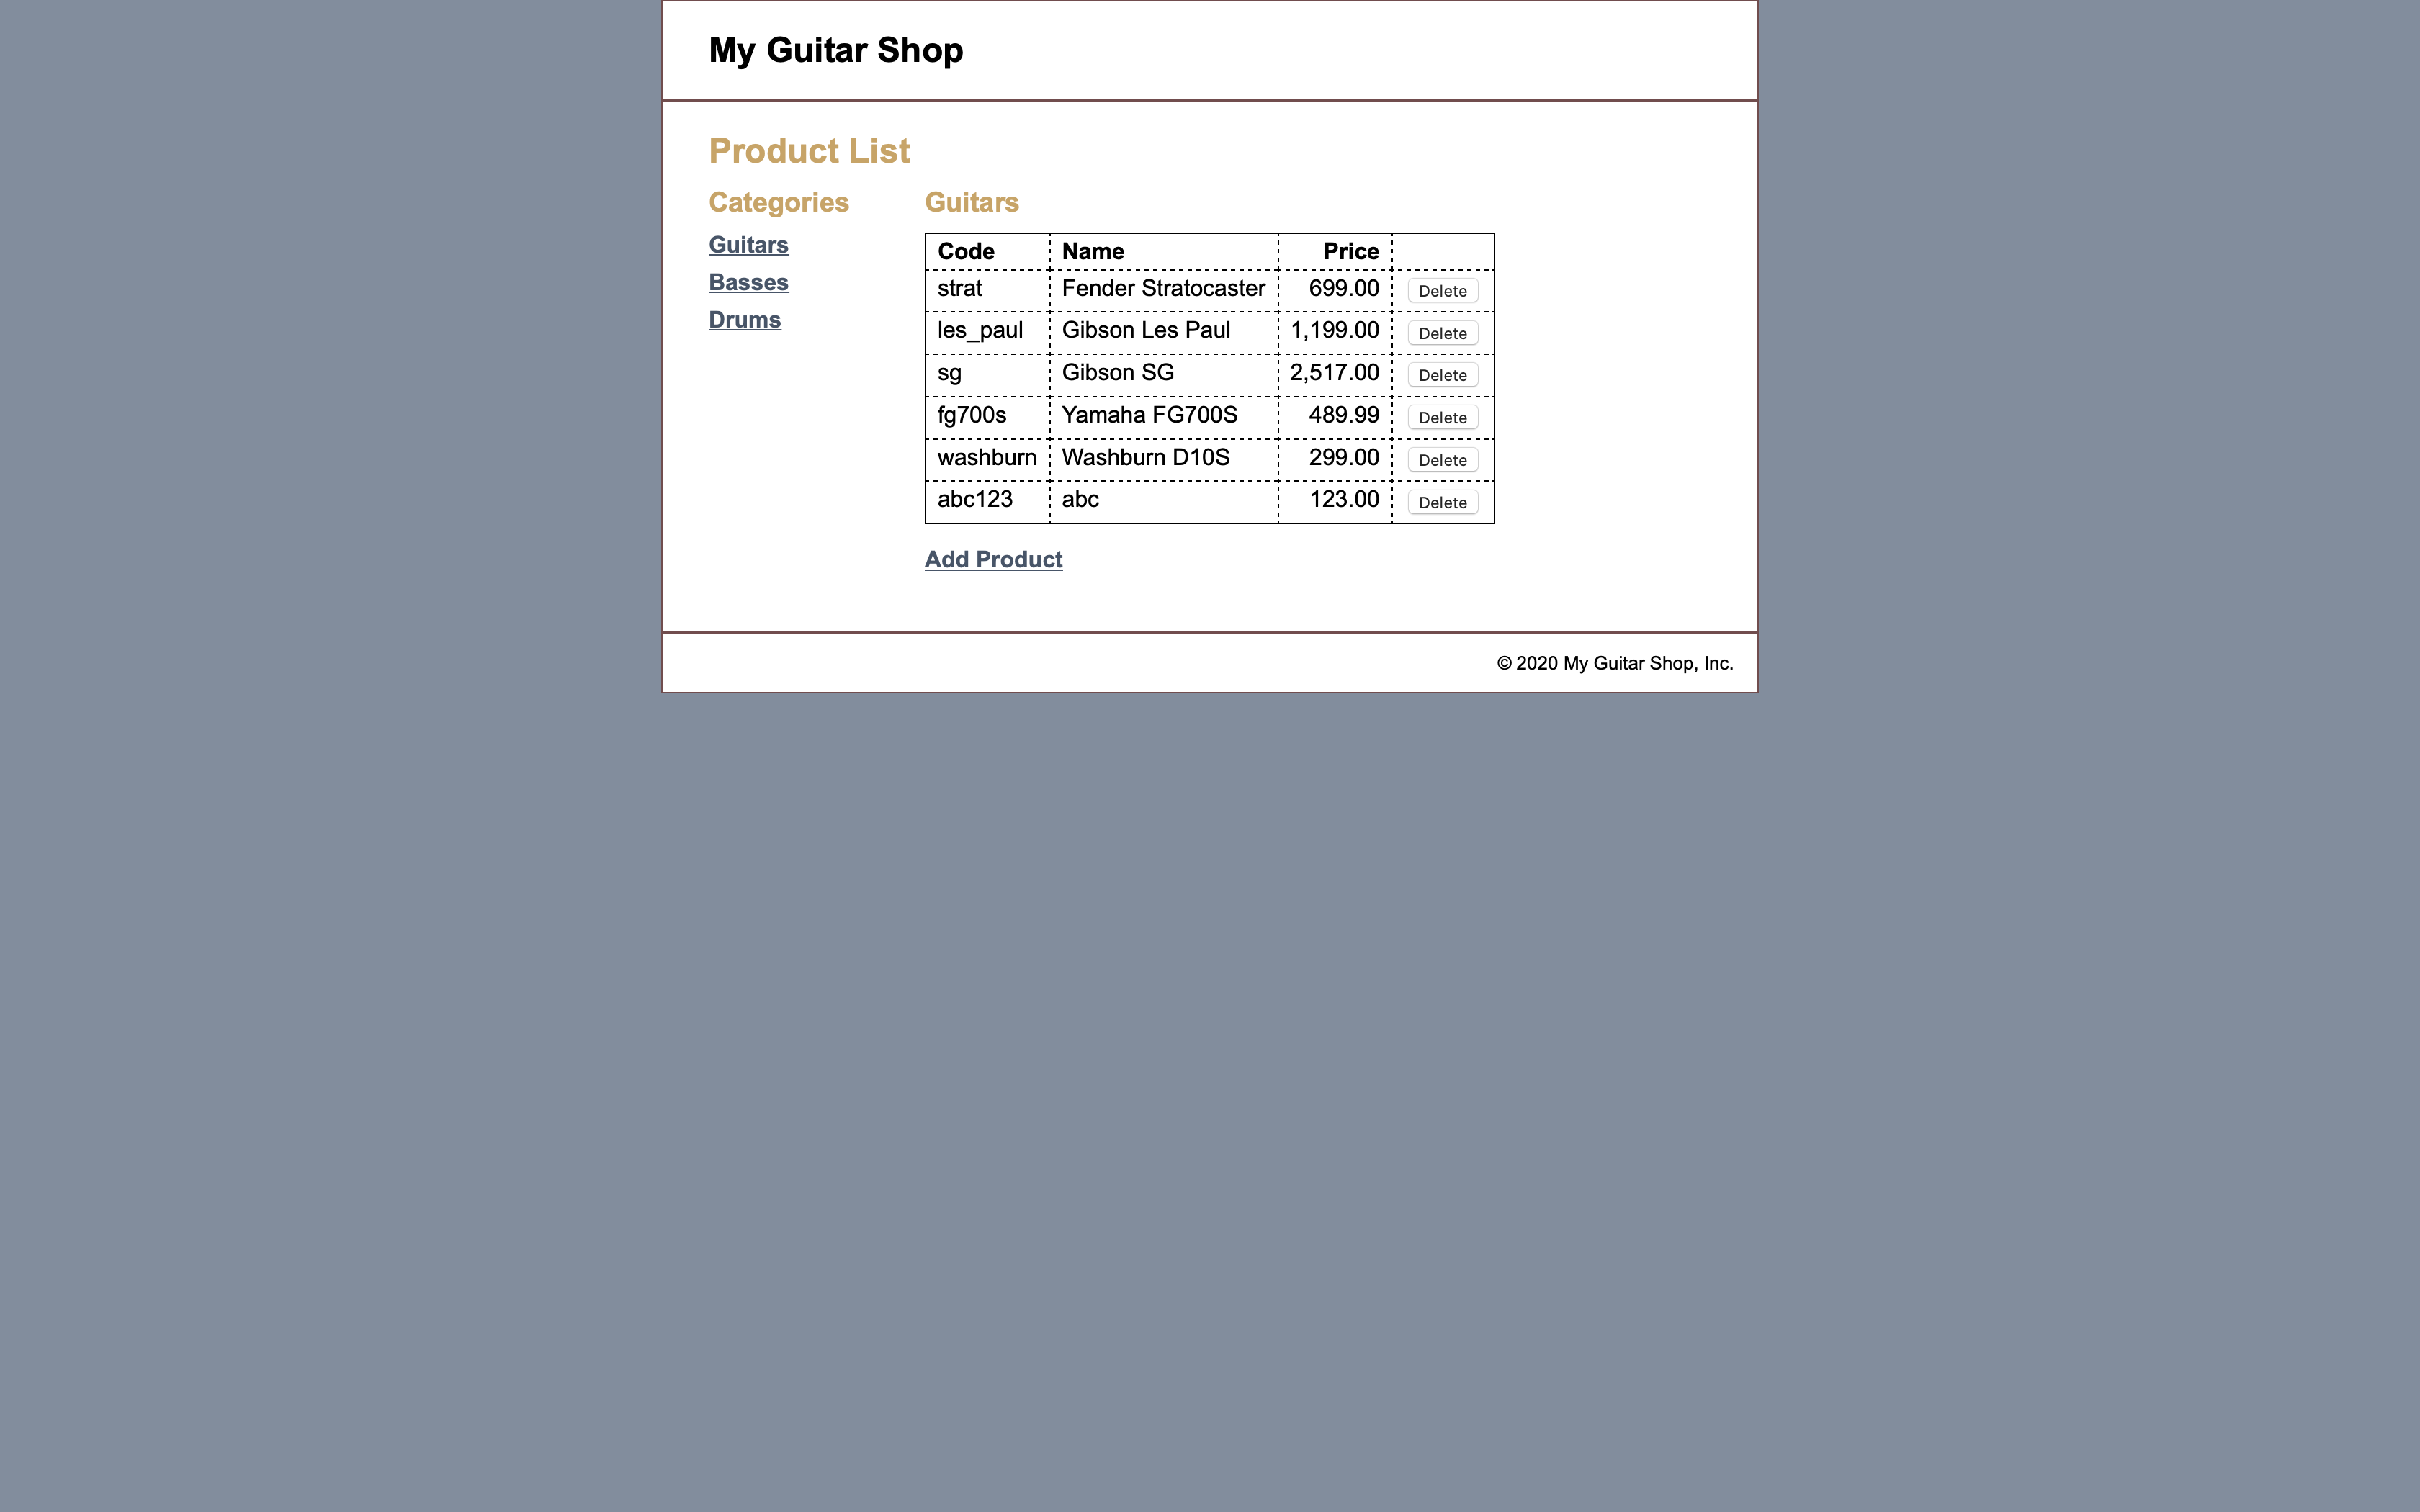 My Guitar Shop
Product List
Categories
Guitars
Basses
Drums
Guitars
Code Name Price
strat Fender Stratocaster 699.00 Delete
les_paul Gibson Les Paul 1,199.00 Delete
sg Gibson SG 2,517.00 Delete
fg700s Yamaha FG700S 489.99 Delete
washburn Washburn D10S 299.00 Delete
abc123 abc 123.00 Delete
Add Product
© 2020 My Guitar Shop, Inc.